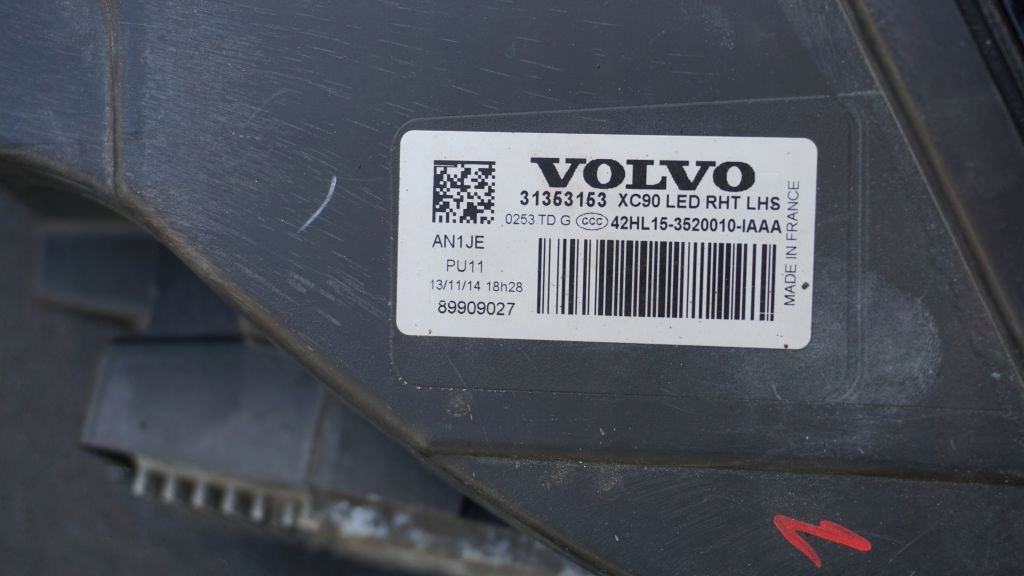 VOLVO
31353153 XC90 LED RHT LHS
0253 TD G CCC 42HL15-3520010-IAAA
AN1JE
PU11
13/11/14 18h28
89909027
MADE IN FRANCE